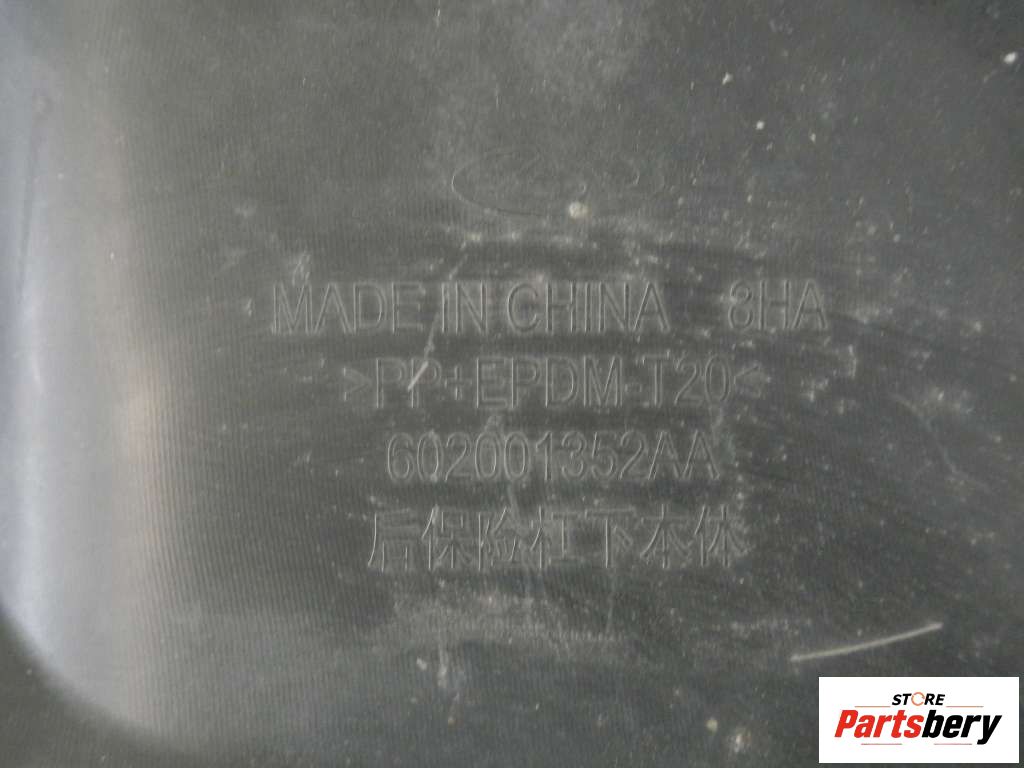 MADE IN CHINA 8HA
>PP+EPDM-T20<
602001352AA
后保险杠下本体
STORE
Partsbery